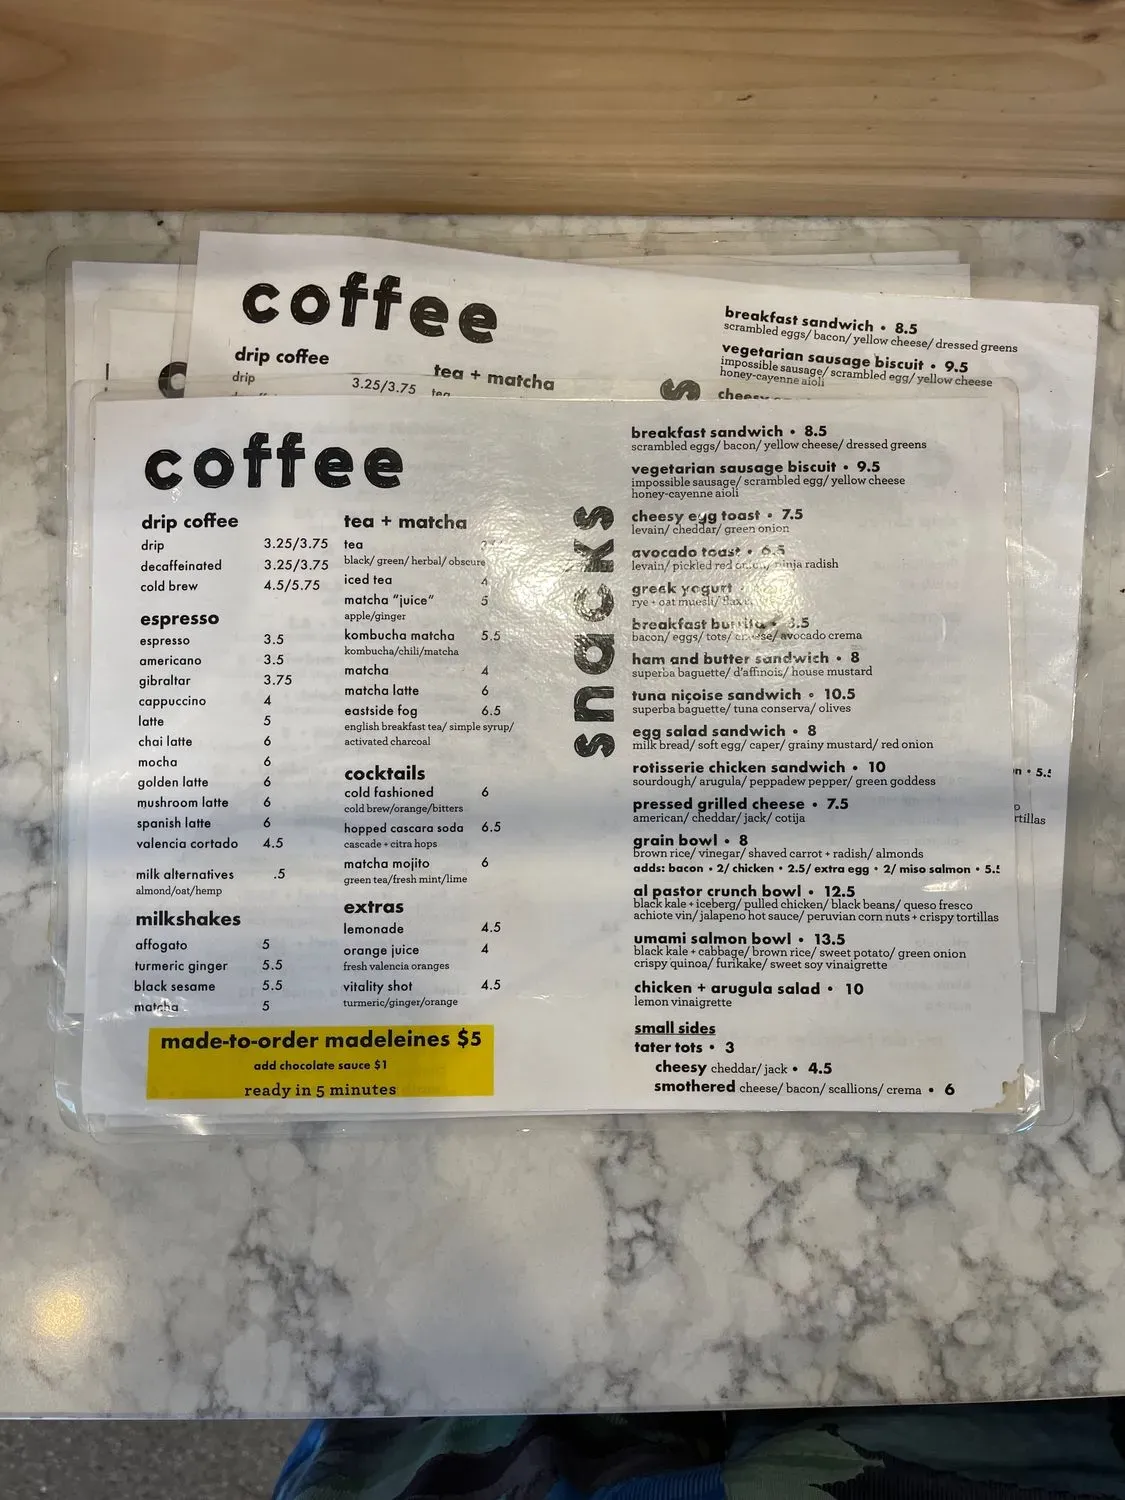 coffee
drip coffee
drip 3.25/3.75
tea + matcha
tea
breakfast sandwich • 8.5
scrambled eggs/ bacon/ yellow cheese/ dressed greens
vegetarian sausage biscuit • 9.5
impossible sausage/ scrambled egg/ yellow cheese
honey-cayenne aioli
coffee
drip coffee
drip 3.25/3.75
decaffeinated 3.25/3.75
cold brew 4.5/5.75
espresso
espresso 3.5
americano 3.5
gibraltar 3.75
cappuccino 4
latte 5
chai latte 6
mocha 6
golden latte 6
mushroom latte 6
spanish latte 6
valencia cortado 4.5
milk alternatives .5
almond/oat/hemp
milkshakes
affogato 5
turmeric ginger 5.5
black sesame 5.5
matcha 5
tea + matcha
tea
black/ green/ herbal/ obscure
iced tea 4
matcha "juice" 5
apple/ginger
kombucha matcha 5.5
kombucha/chili/matcha
matcha 4
matcha latte 6
eastside fog 6.5
english breakfast tea/ simple syrup/
activated charcoal
cocktails
cold fashioned 6
cold brew/orange/bitters
hopped cascara soda 6.5
cascade + citra hops
matcha mojito 6
green tea/fresh mint/lime
extras
lemonade 4.5
orange juice 4
fresh valencia oranges
vitality shot 4.5
turmeric/ginger/orange
made-to-order madeleines $5
add chocolate sauce $1
ready in 5 minutes
snacks
breakfast sandwich • 8.5
scrambled eggs/ bacon/ yellow cheese/ dressed greens
vegetarian sausage biscuit • 9.5
impossible sausage/ scrambled egg/ yellow cheese
honey-cayenne aioli
cheesy egg toast • 7.5
levain/ cheddar/ green onion
avocado toast • 6.5
levain/ pickled red onion/ ninja radish
greek yogurt •
rye + oat muesli/
breakfast burrito •
bacon/ eggs/ tots/ cheese/ avocado crema
ham and butter sandwich • 8
superba baguette/ d'affinois/ house mustard
tuna niçoise sandwich • 10.5
superba baguette/ tuna conserva/ olives
egg salad sandwich • 8
milk bread/ soft egg/ caper/ grainy mustard/ red onion
rotisserie chicken sandwich • 10
sourdough/ arugula/ peppadew pepper/ green goddess
pressed grilled cheese • 7.5
american/ cheddar/ jack/ cotija
grain bowl • 8
brown rice/ vinegar/ shaved carrot + radish/ almonds
adds: bacon • 2/ chicken • 2.5/ extra egg • 2/ miso salmon • 5.5
al pastor crunch bowl • 12.5
black kale + iceberg/ pulled chicken/ black beans/ queso fresco
achiote vin/ jalapeno hot sauce/ peruvian corn nuts + crispy tortillas
umami salmon bowl • 13.5
black kale + cabbage/ brown rice/ sweet potato/ green onion
crispy quinoa/ furikake/ sweet soy vinaigrette
chicken + arugula salad • 10
lemon vinaigrette
small sides
tater tots • 3
cheesy cheddar/ jack • 4.5
smothered cheese/ bacon/ scallions/ crema • 6